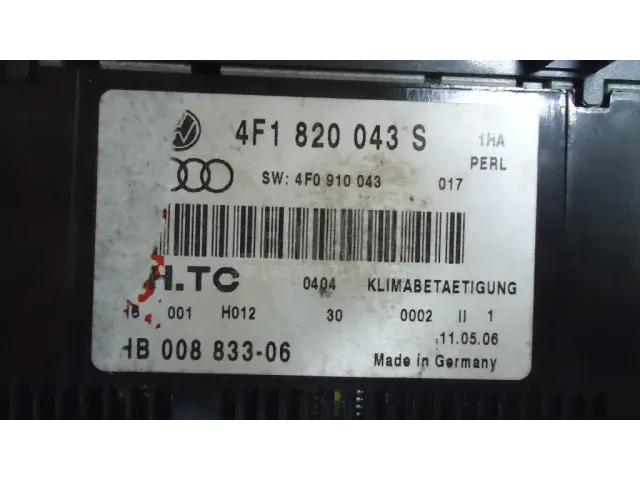 4F1 820 043 S 1HA
PERL
SW: 4F0 910 043 017
H.TC 0404 KLIMABETAETIGUNG
HB 001 H012 30 0002 II 1
11.05.06
HB 008 833-06 Made in Germany